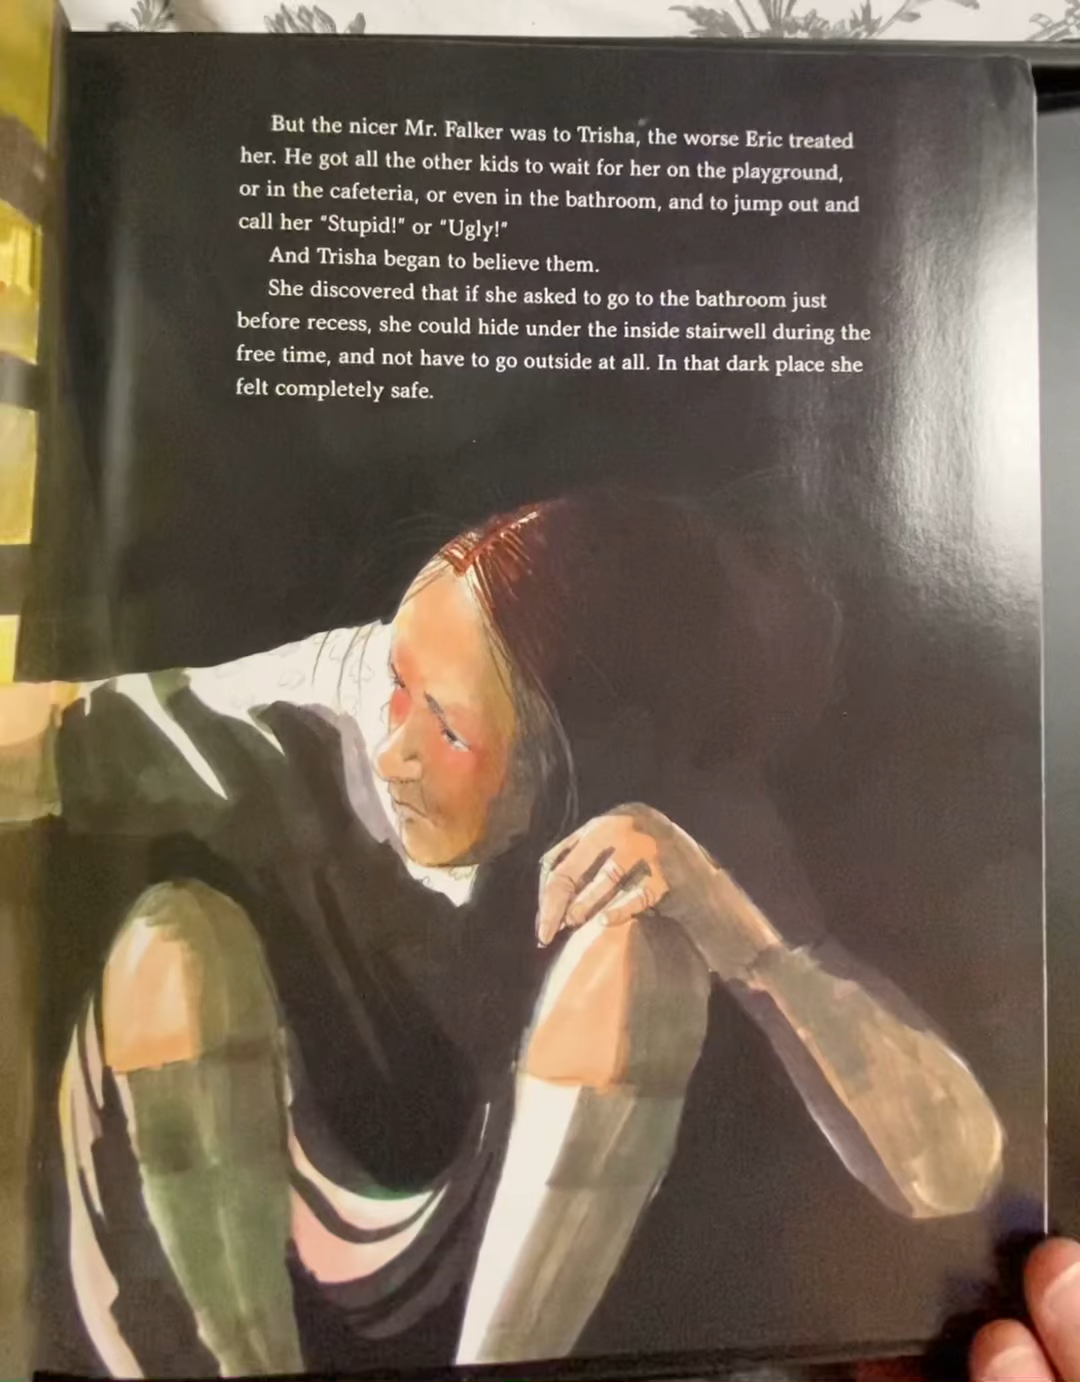 But the nicer Mr. Falker was to Trisha, the worse Eric treated
her. He got all the other kids to wait for her on the playground,
or in the cafeteria, or even in the bathroom, and to jump out and
call her "Stupid!" or "Ugly!"
And Trisha began to believe them.
She discovered that if she asked to go to the bathroom just
before recess, she could hide under the inside stairwell during the
free time, and not have to go outside at all. In that dark place she
felt completely safe.